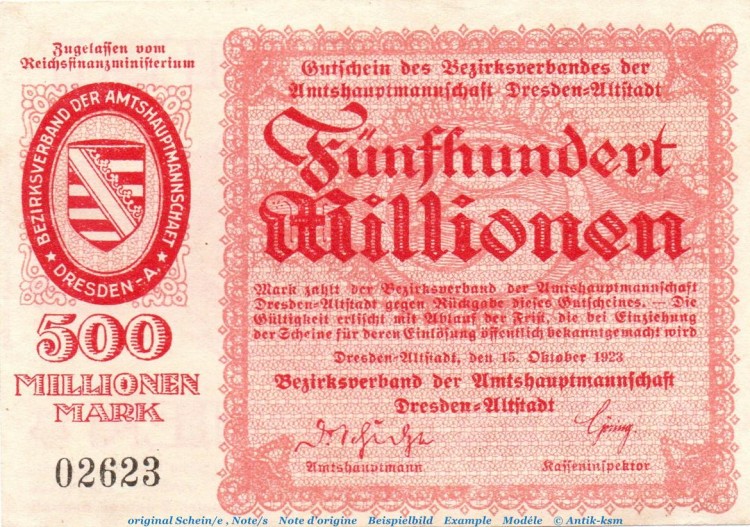 Zugelassen vom
Reichsfinanzministerium
BEZIRKSVERBAND DER AMTSHAUPTMANNSCHAFT
★ DRESDEN-A. ★
500
MILLIONEN
MARK
02623
Gutschein des Bezirksverbandes der
Amtshauptmannschaft Dresden=Altstadt
Fünfhundert
Millionen
Mark zahlt der Bezirksverband der Amtshauptmannschaft
Dresden=Altstadt gegen Rückgabe dieses Gutscheines. — Die
Gültigkeit erlischt mit Ablauf der Frist, die bei Einziehung
der Scheine für deren Einlösung öffentlich bekanntgemacht wird
Dresden=Altstadt, den 15. Oktober 1923
Bezirksverband der Amtshauptmannschaft
Dresden=Altstadt
Amtshauptmann Kasseninspektor
original Schein/e , Note/s Note d'origine Beispielbild Example Modéle © Antik-ksm